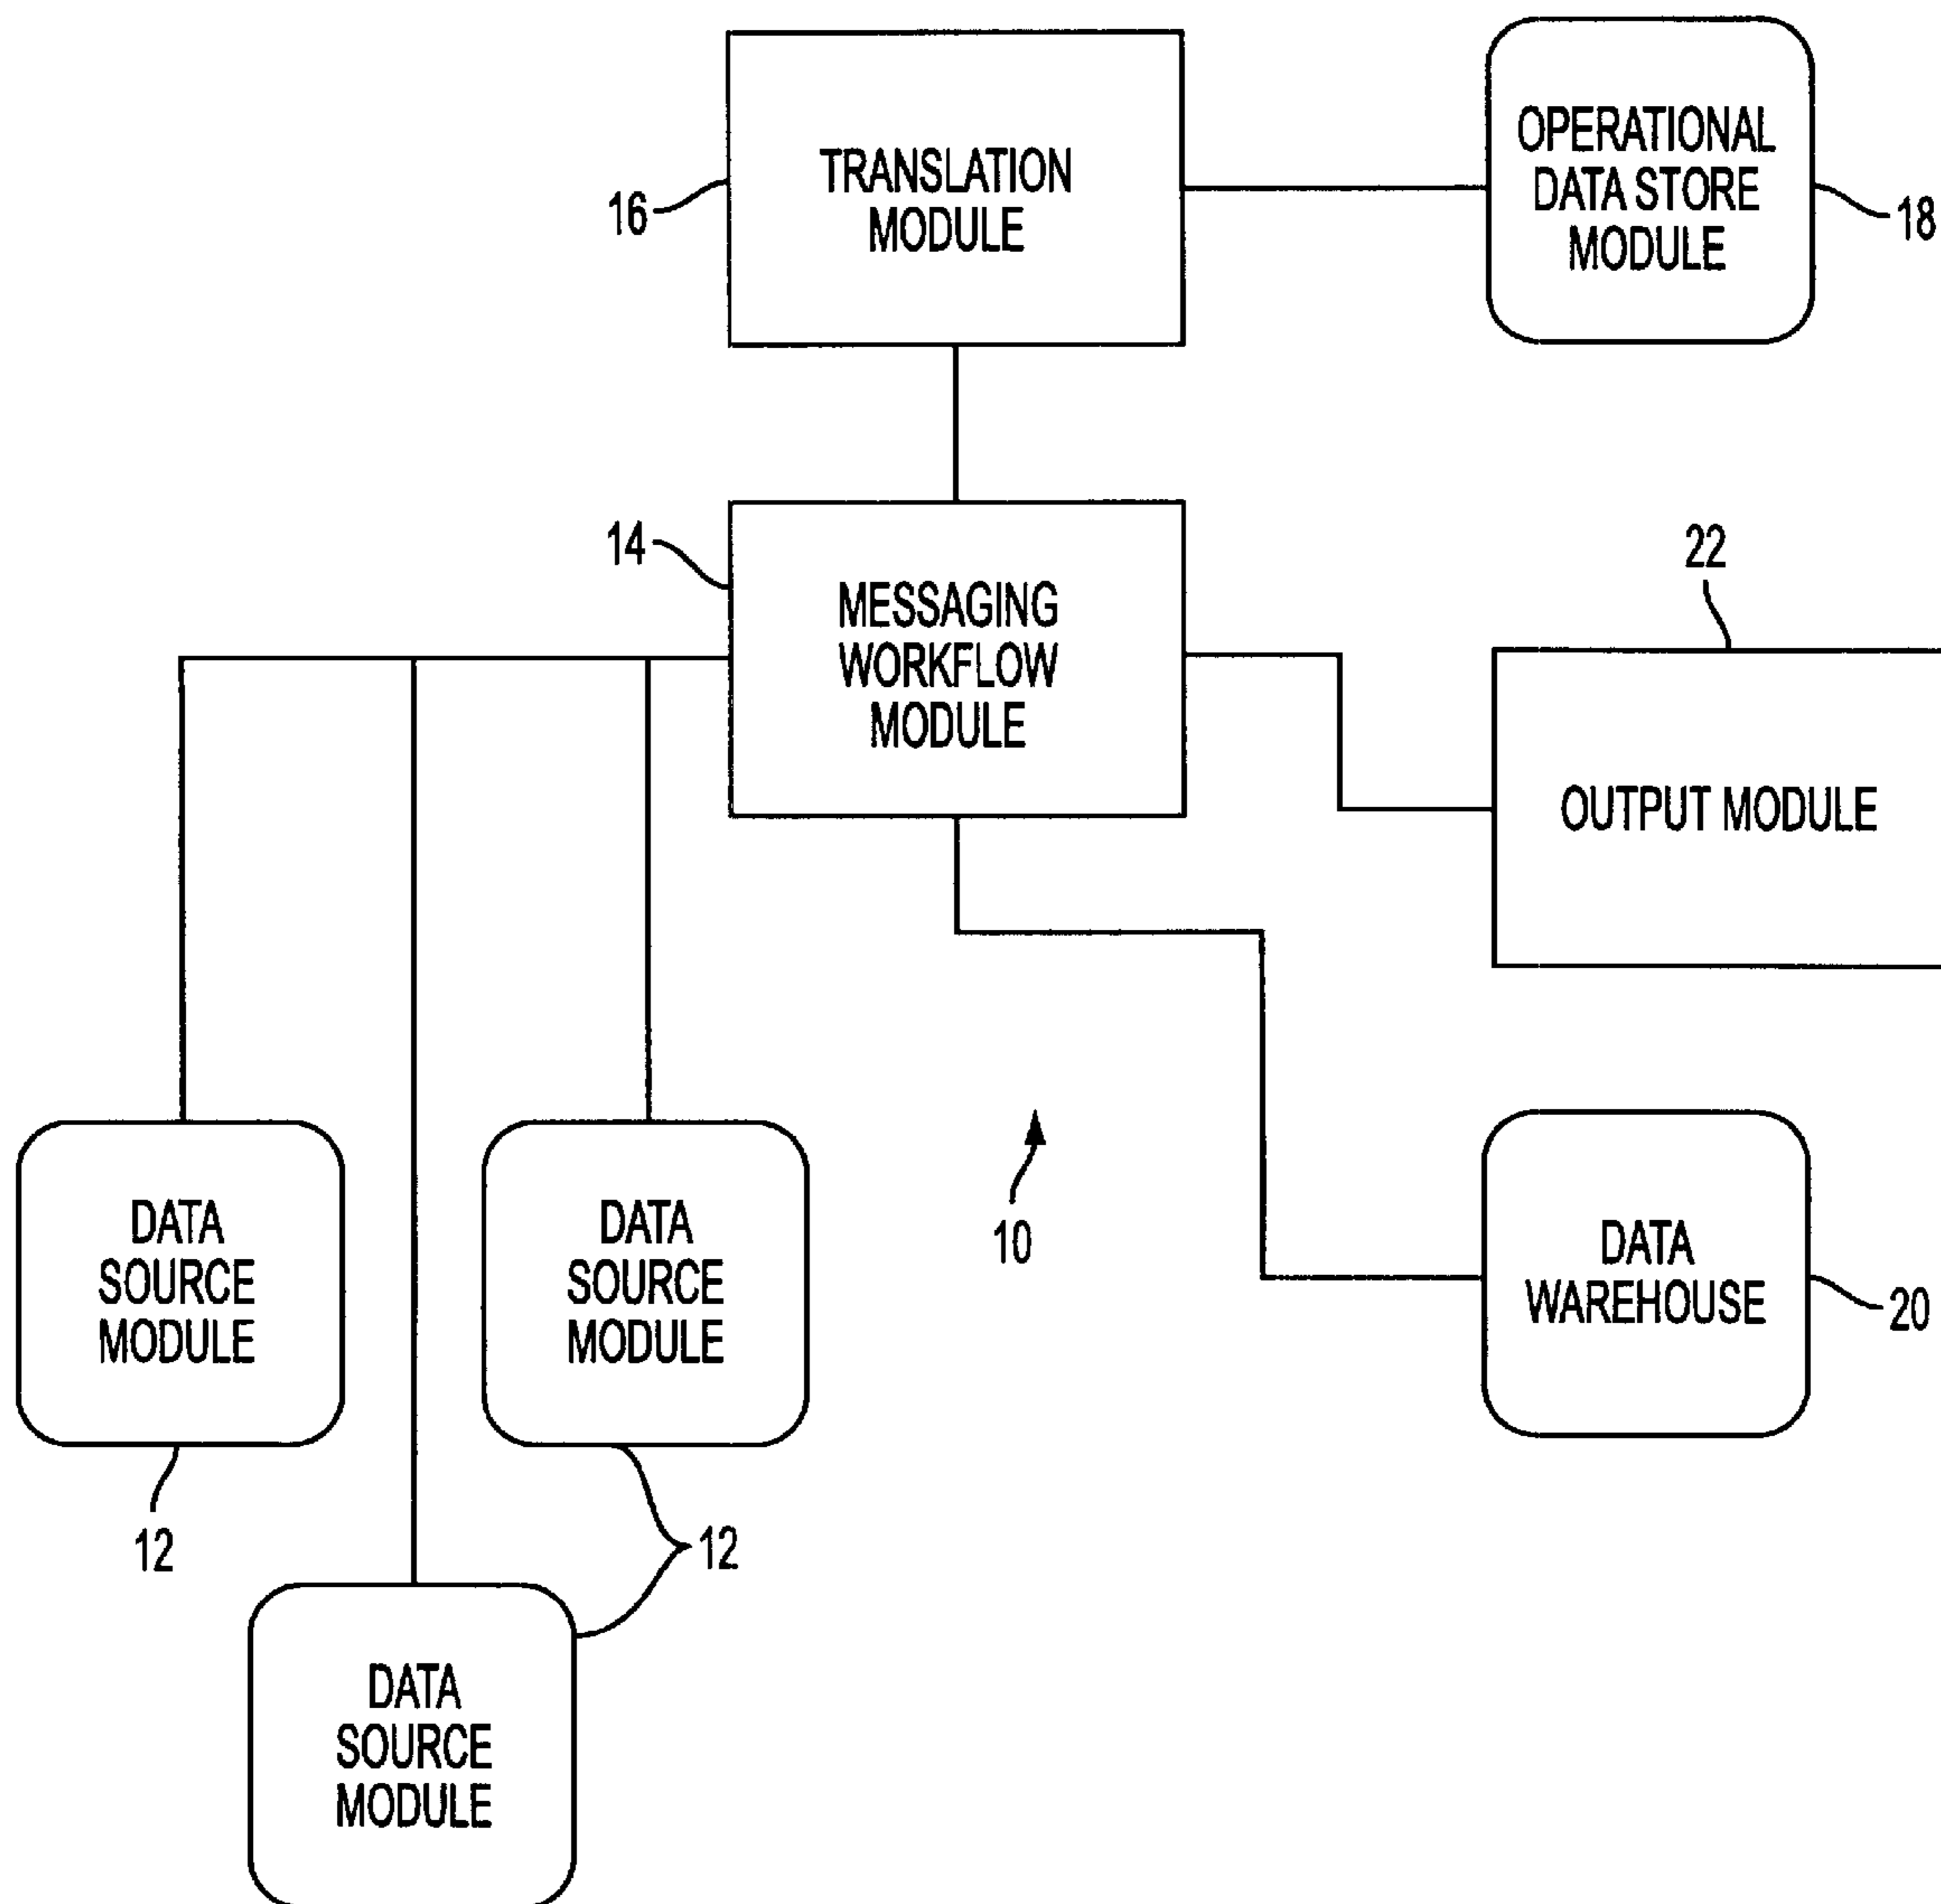 TRANSLATION
MODULE
16
OPERATIONAL
DATA STORE
MODULE
18
14
MESSAGING
WORKFLOW
MODULE
22
OUTPUT MODULE
DATA
SOURCE
MODULE
12
DATA
SOURCE
MODULE
12
10
DATA
WAREHOUSE
20
DATA
SOURCE
MODULE